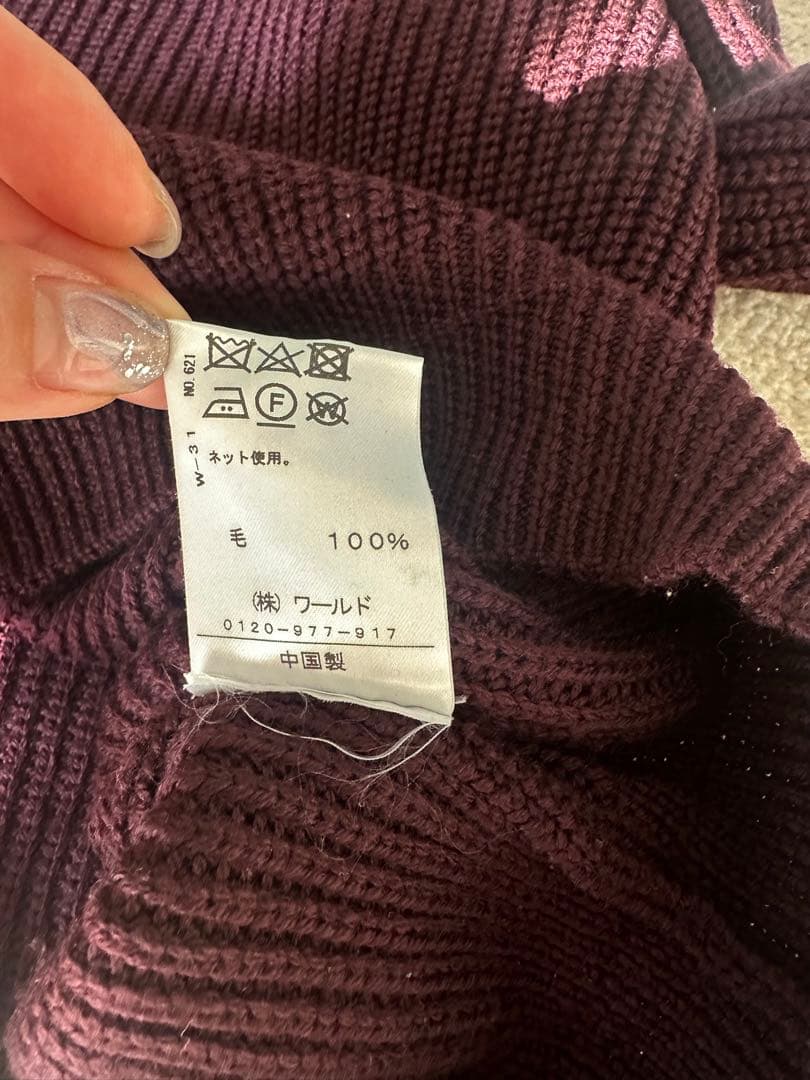 NO.621
F
W
W-31
ネット使用。
毛 100%
(株) ワールド
0120-977-917
中国製